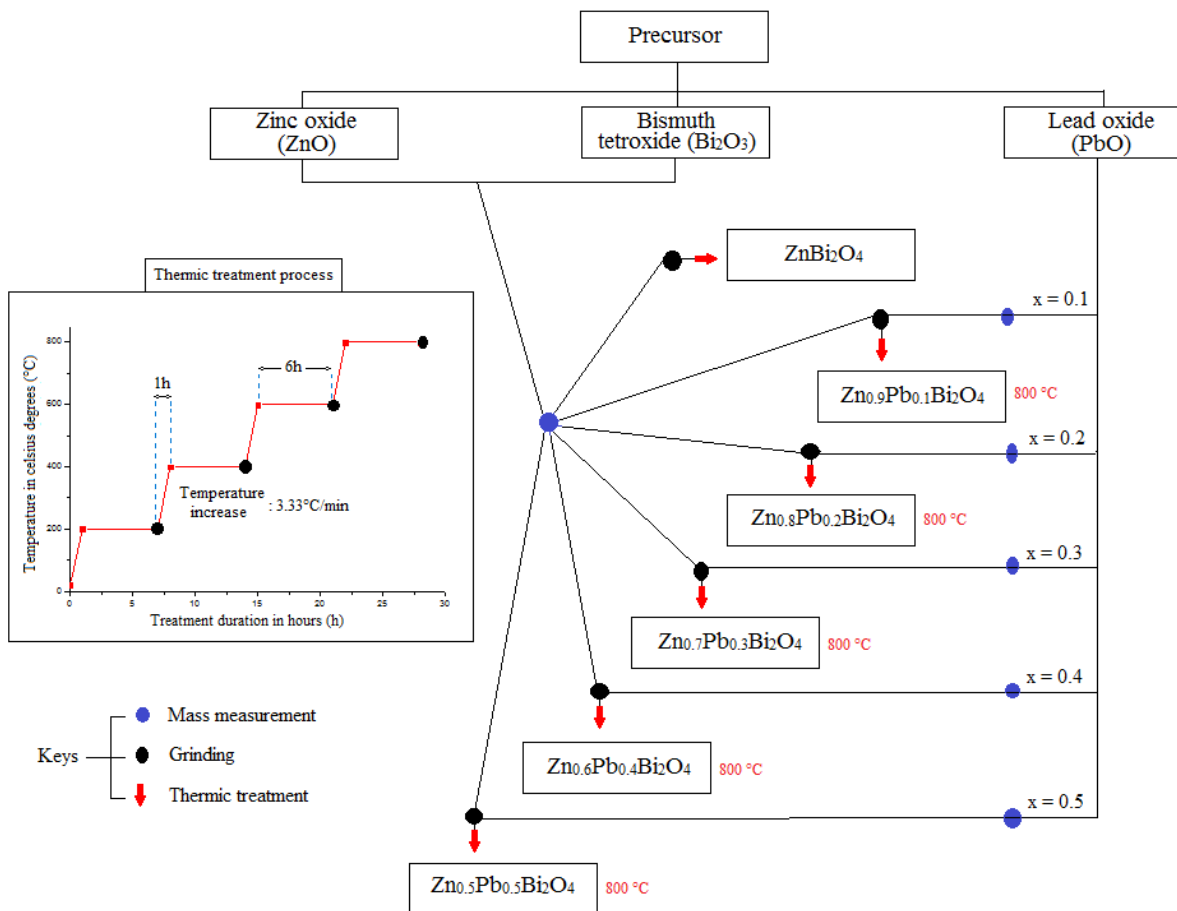 Precursor
Zinc oxide
(ZnO)
Bismuth
tetroxide (Bi₂O₃)
Lead oxide
(PbO)
ZnBi₂O₄
x = 0.1
Zn₀.₉Pb₀.₁Bi₂O₄ 800 °C
x = 0.2
Zn₀.₈Pb₀.₂Bi₂O₄ 800 °C
x = 0.3
Zn₀.₇Pb₀.₃Bi₂O₄ 800 °C
x = 0.4
Zn₀.₆Pb₀.₄Bi₂O₄ 800 °C
x = 0.5
Zn₀.₅Pb₀.₅Bi₂O₄ 800 °C
Thermic treatment process
Temperature in celsius degrees (°C)
800
600
400
200
0
1h
6h
Temperature
increase : 3.33°C/min
0 5 10 15 20 25 30
Treatment duration in hours (h)
Keys
Mass measurement
Grinding
Thermic treatment